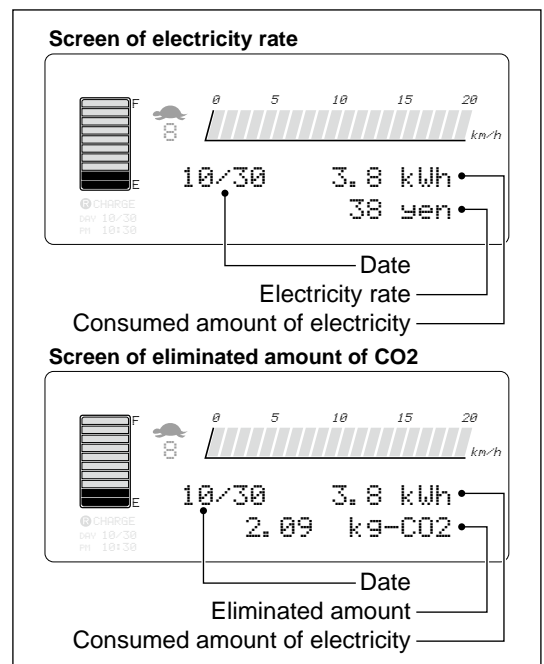 Screen of electricity rate
0 5 10 15 20
F
8
km/h
10/30 3.8 kWh
E
38 yen
R CHARGE
DAY 10/30
PM 10:30
Date
Electricity rate
Consumed amount of electricity
Screen of eliminated amount of CO2
0 5 10 15 20
F
8
km/h
10/30 3.8 kWh
E
2.09 kg-CO2
R CHARGE
DAY 10/30
PM 10:30
Date
Eliminated amount
Consumed amount of electricity